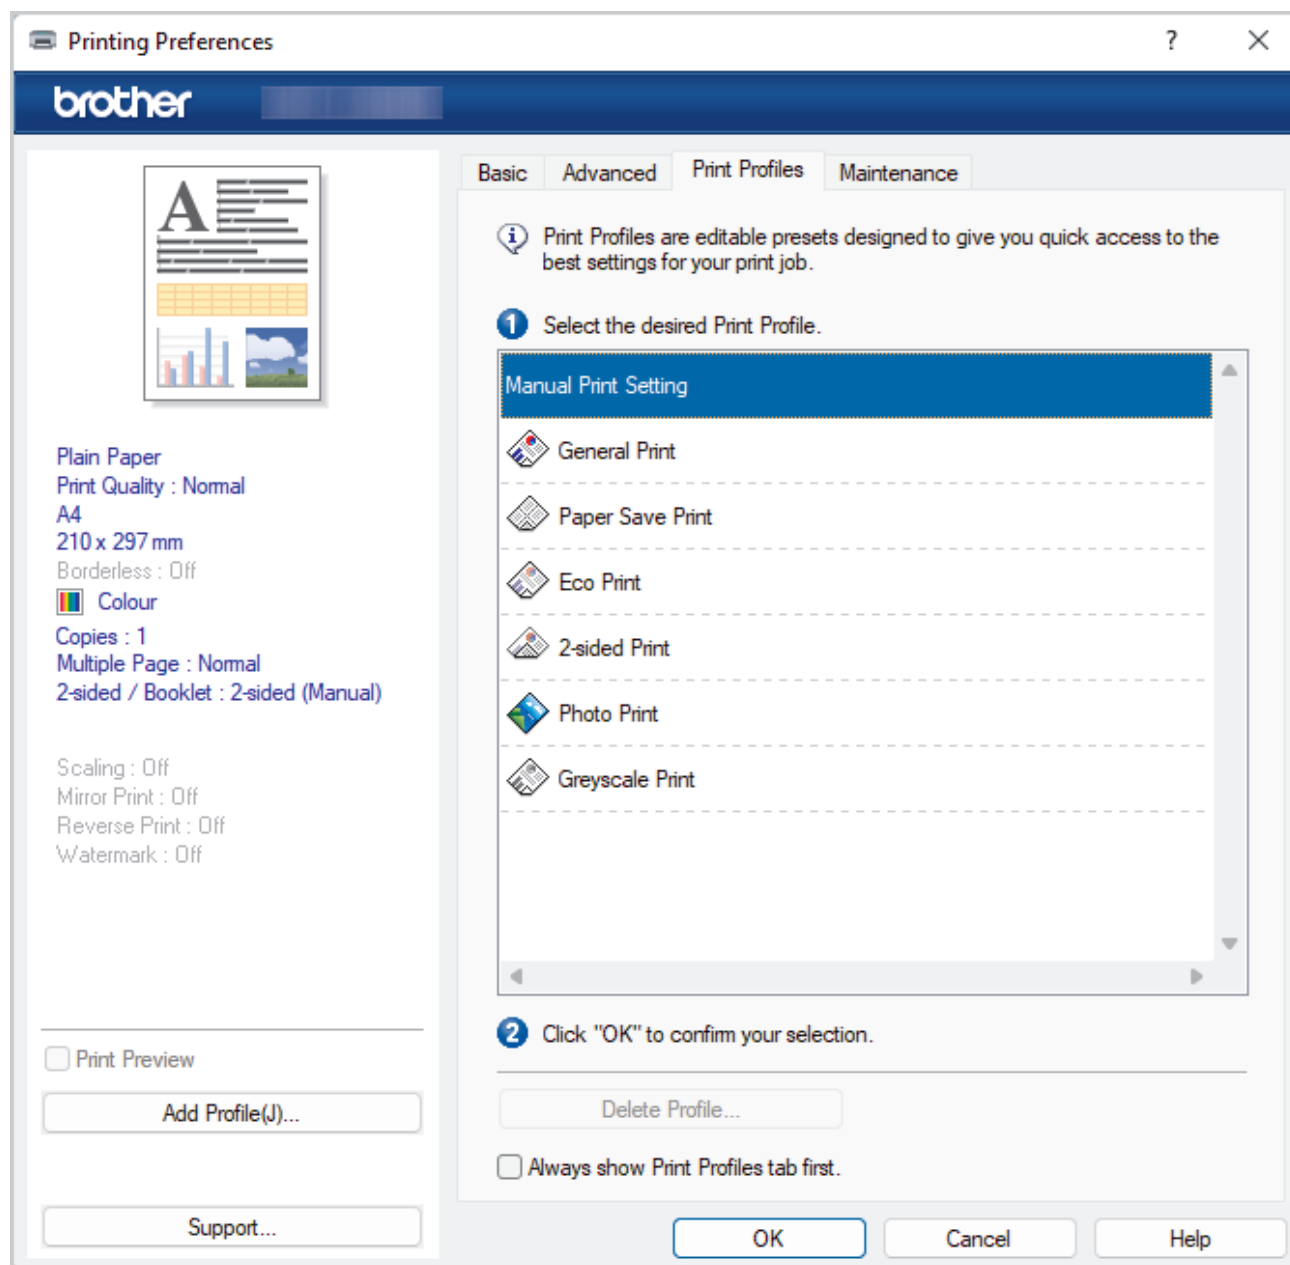 Printing Preferences
?
brother
Basic
Advanced
Print Profiles
Maintenance
A
Plain Paper
Print Quality : Normal
A4
210 x 297 mm
Borderless : Off
Colour
Copies : 1
Multiple Page : Normal
2-sided / Booklet : 2-sided (Manual)
Scaling : Off
Mirror Print : Off
Reverse Print : Off
Watermark : Off
Print Preview
Add Profile(J)...
Support...
i
Print Profiles are editable presets designed to give you quick access to the
best settings for your print job.
1 Select the desired Print Profile.
Manual Print Setting
General Print
Paper Save Print
Eco Print
2-sided Print
Photo Print
Greyscale Print
2 Click "OK" to confirm your selection.
Delete Profile...
Always show Print Profiles tab first.
OK
Cancel
Help